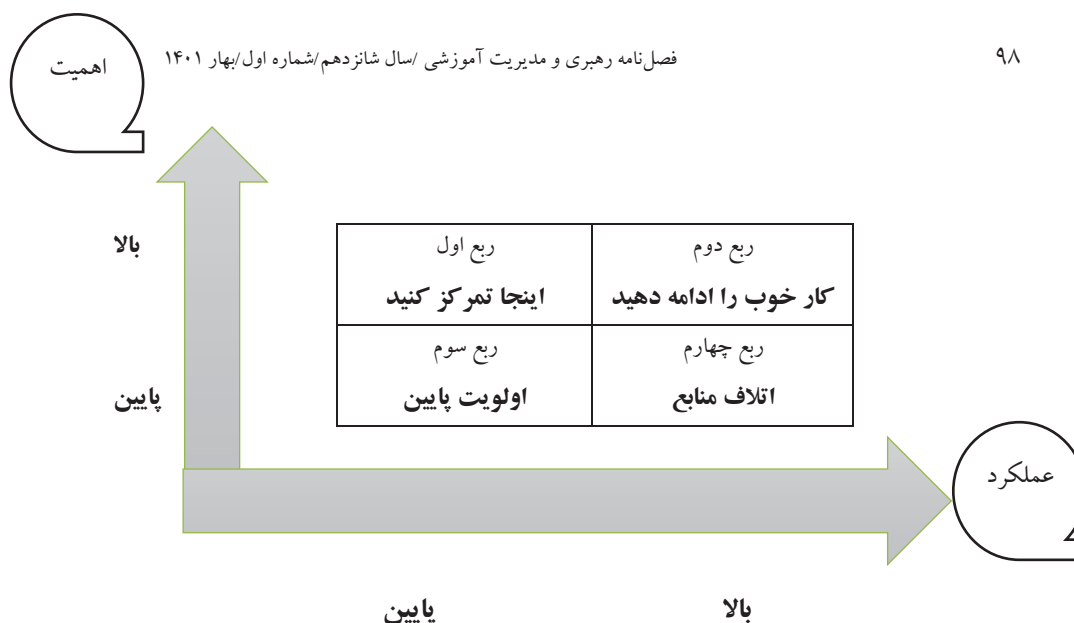 ۹۸
فصل‌نامه رهبری و مدیریت آموزشی /سال شانزدهم/شماره اول/بهار ۱۴۰۱
اهمیت
بالا
ربع دوم
کار خوب را ادامه دهید
ربع اول
اینجا تمرکز کنید
پایین
ربع چهارم
اتلاف منابع
ربع سوم
اولویت پایین
عملکرد
بالا
پایین